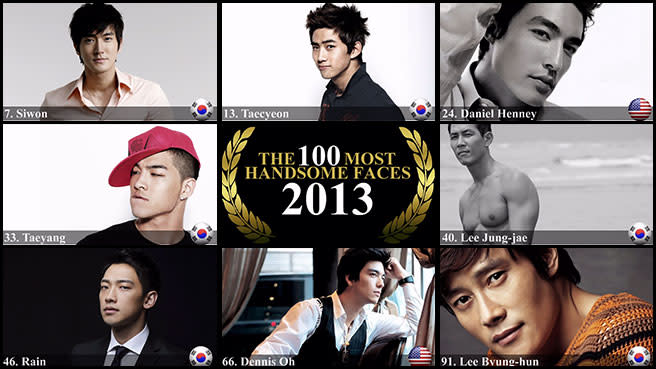 7. Siwon
13. Taecyeon
24. Daniel Henney
33. Taeyang
THE 100 MOST
HANDSOME FACES
2013
40. Lee Jung-jae
46. Rain
66. Dennis Oh
91. Lee Byung-hun